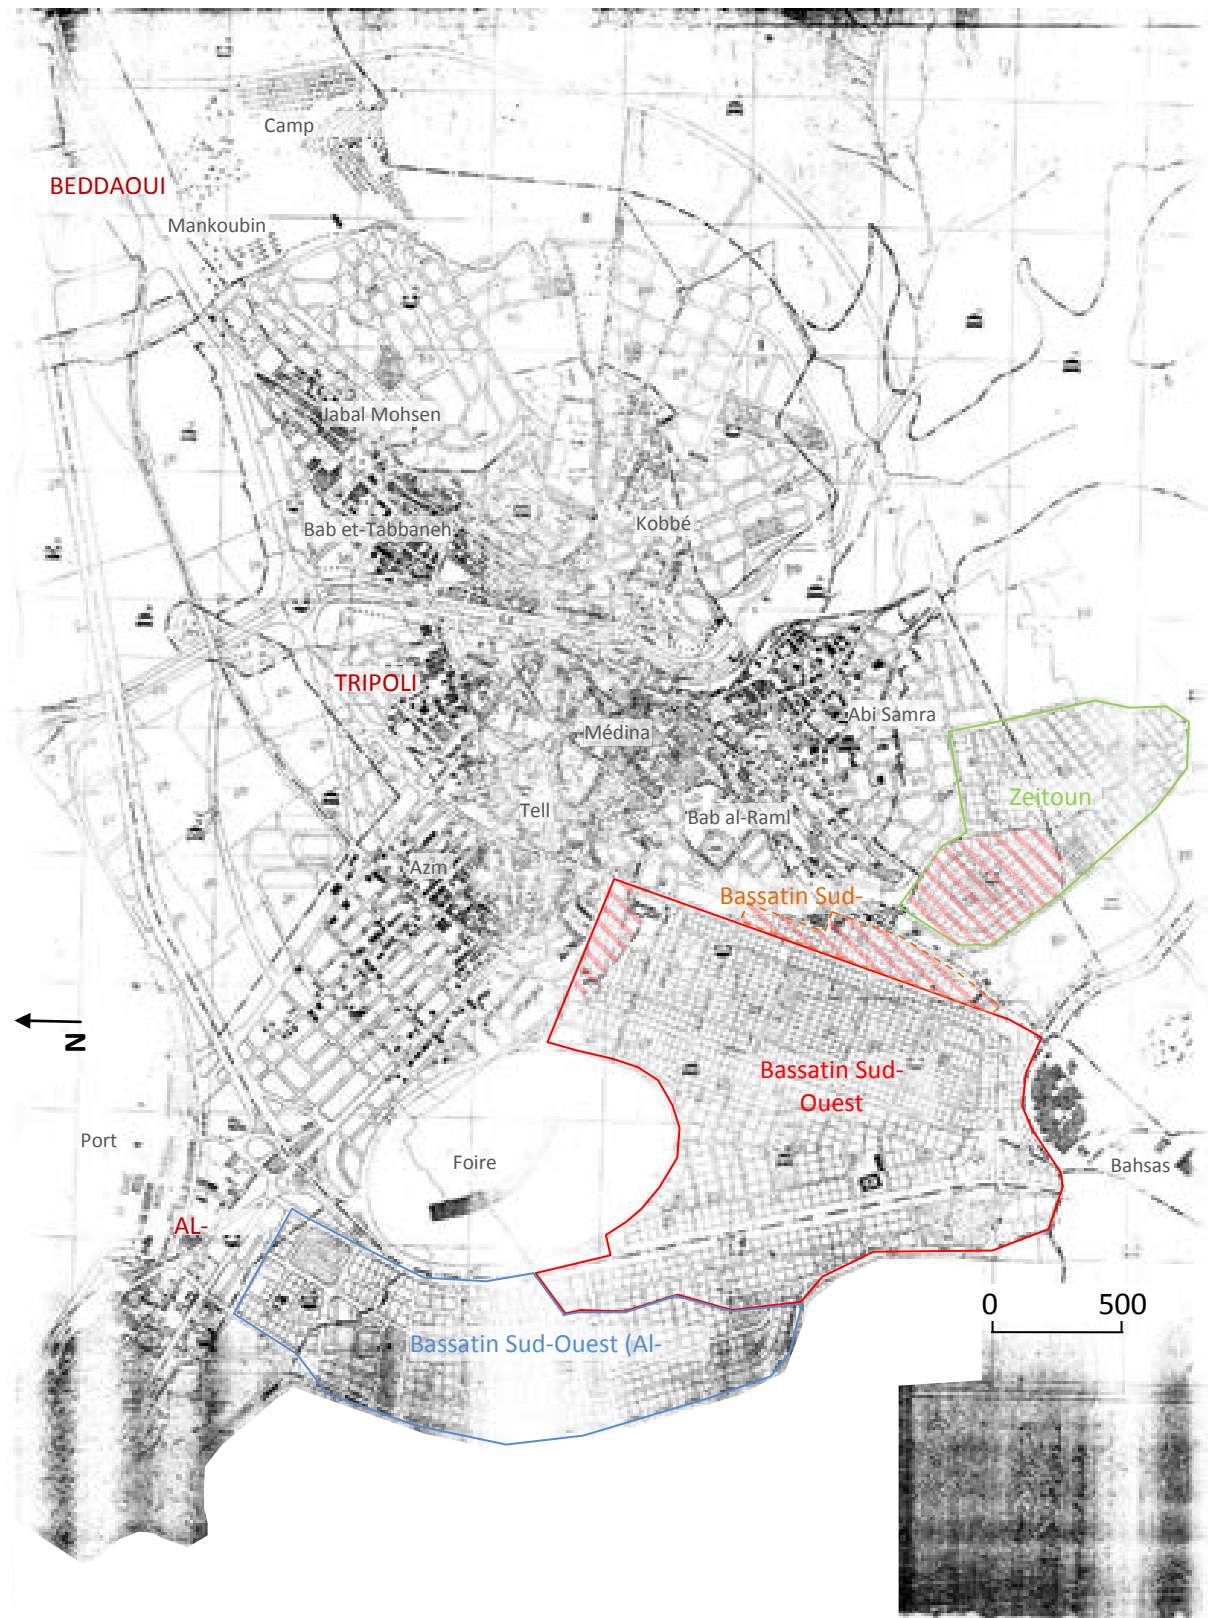 Camp
BEDDAOUI
Mankoubin
Jabal Mohsen
Bab et-Tabbaneh
Kobbé
TRIPOLI
Abi Samra
Médina
Zeitoun
Tell
Bab al-Raml
Azm
Bassatin Sud-
N
Bassatin Sud-
Ouest
Port
Foire
Bahsas
AL-
0 500
Bassatin Sud-Ouest (Al-
C.
D.
D.
D.
C.
D.
C.
E.
D.
D.
C.
D.
D.
D.
C
C
D
D.
C